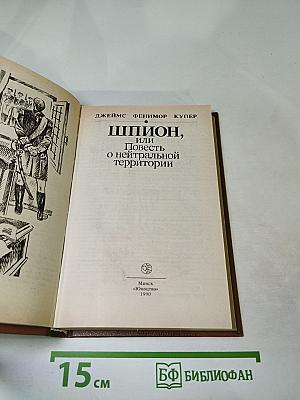 ДЖЕЙМС ФЕНИМОР КУПЕР
ШПИОН,
или
Повесть
о нейтральной
территории
Минск
«Юнацтва»
1990
15 см
БФ БИБЛИОФАН